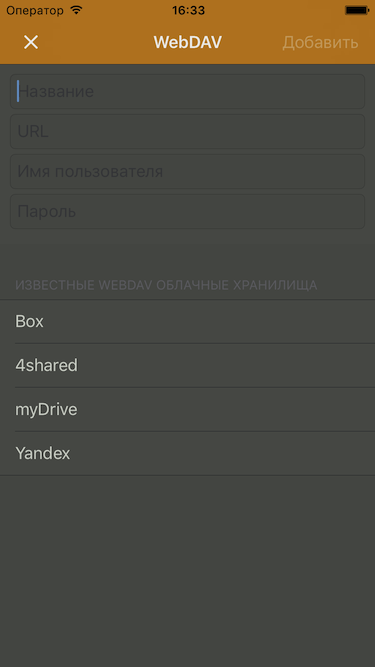 Оператор 16:33
WebDAV Добавить
Название
URL
Имя пользователя
Пароль
ИЗВЕСТНЫЕ WEBDAV ОБЛАЧНЫЕ ХРАНИЛИЩА
Box
4shared
myDrive
Yandex